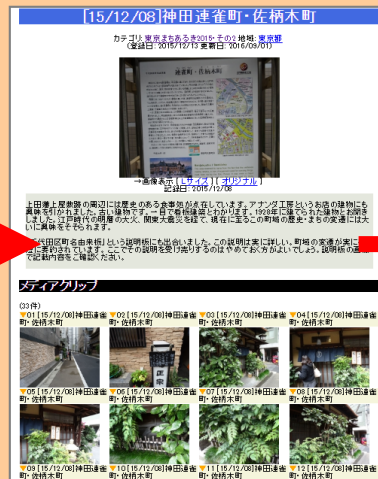 [15/12/08]神田連雀町・佐柄木町
カテゴリ:東京まちあるき2015・その2 地域:東京都
(登録日:2015/12/13 更新日:2016/09/01)
連雀町・佐柄木町
→画像表示 [ Lサイズ ] [ オリジナル ]
記録日:2015/12/08
上田藩上屋敷跡の周辺には歴史のある食事処が点在しています。アナンダ工房というお店の建物にも
興味を引かれました。古い建物です。一目で看板建築とわかります。1928年に建てられた建物とお聞き
しました。江戸時代の明暦の大火、関東大震災を経て、現在に至るこの町域の歴史・まちの変遷には大
いに興味をそそられます。
代田区町名由来板」という説明板にも出会いました。この説明は実に詳しい。町域の変遷が実に
に要約されています。ここでその説明を受け売りするのはやめておく方がよいでしょう。説明板の画
で記載内容をご確認ください。
メディアクリップ
(33件)
▼01 [15/12/08]神田連雀町・佐柄木町
▼02 [15/12/08]神田連雀町・佐柄木町
▼03 [15/12/08]神田連雀町・佐柄木町
▼04 [15/12/08]神田連雀町・佐柄木町
▼05 [15/12/08]神田連雀町・佐柄木町
▼06 [15/12/08]神田連雀町・佐柄木町
▼07 [15/12/08]神田連雀町・佐柄木町
▼08 [15/12/08]神田連雀町・佐柄木町
▼09 [15/12/08]神田連雀町・佐柄木町
▼10 [15/12/08]神田連雀町・佐柄木町
▼11 [15/12/08]神田連雀町・佐柄木町
▼12 [15/12/08]神田連雀町・佐柄木町